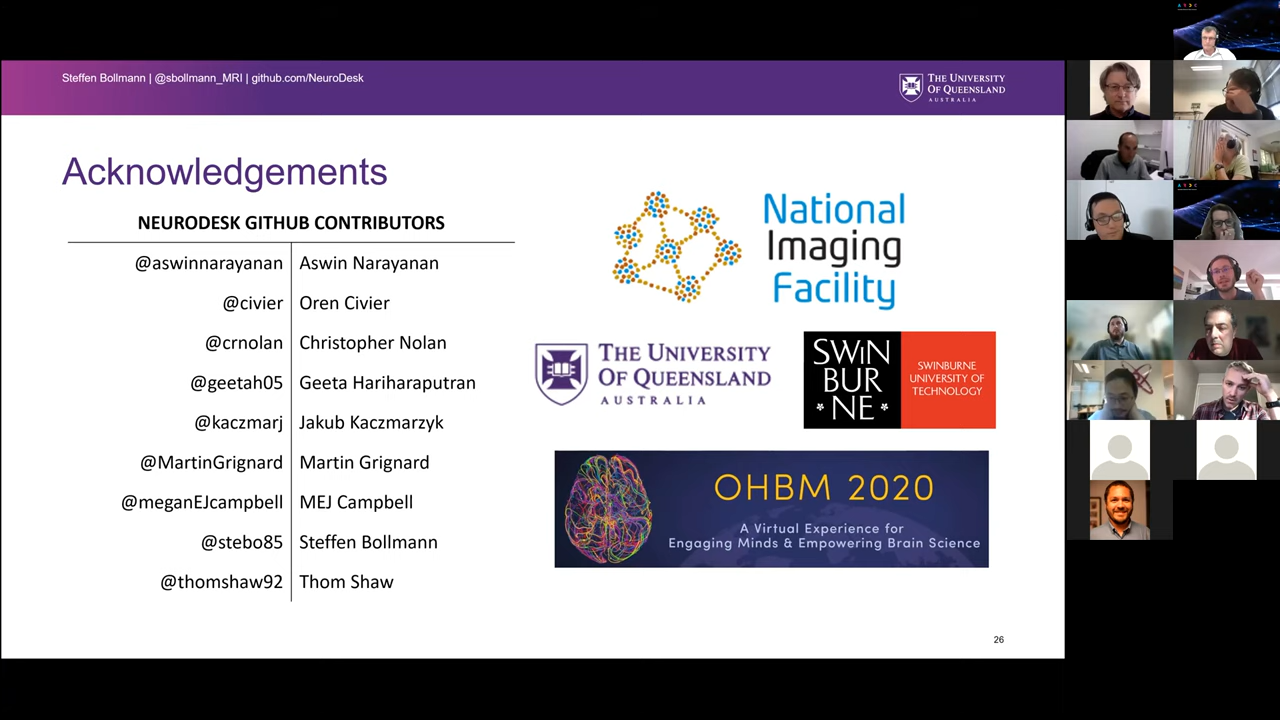 Steffen Bollmann | @sbollmann_MRI | github.com/NeuroDesk
THE UNIVERSITY
OF QUEENSLAND
AUSTRALIA
Acknowledgements
NEURODESK GITHUB CONTRIBUTORS
@aswinnarayanan Aswin Narayanan
@civier Oren Civier
@crnolan Christopher Nolan
@geetah05 Geeta Hariharaputran
@kaczmarj Jakub Kaczmarzyk
@MartinGrignard Martin Grignard
@meganEJcampbell MEJ Campbell
@stebo85 Steffen Bollmann
@thomshaw92 Thom Shaw
National
Imaging
Facility
THE UNIVERSITY
OF QUEENSLAND
AUSTRALIA
SWiN
BUR
NE
SWINBURNE
UNIVERSITY OF
TECHNOLOGY
OHBM 2020
A Virtual Experience for
Engaging Minds & Empowering Brain Science
26